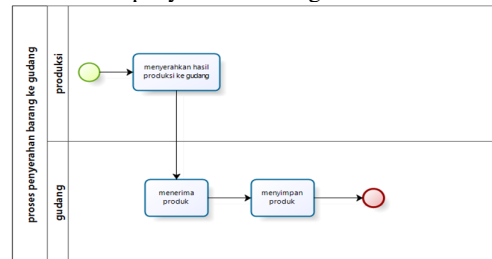 proses penyerahan barang ke gudang
produksi
menyerahkan hasil
produksi ke gudang
gudang
menerima
produk
menyimpan
produk